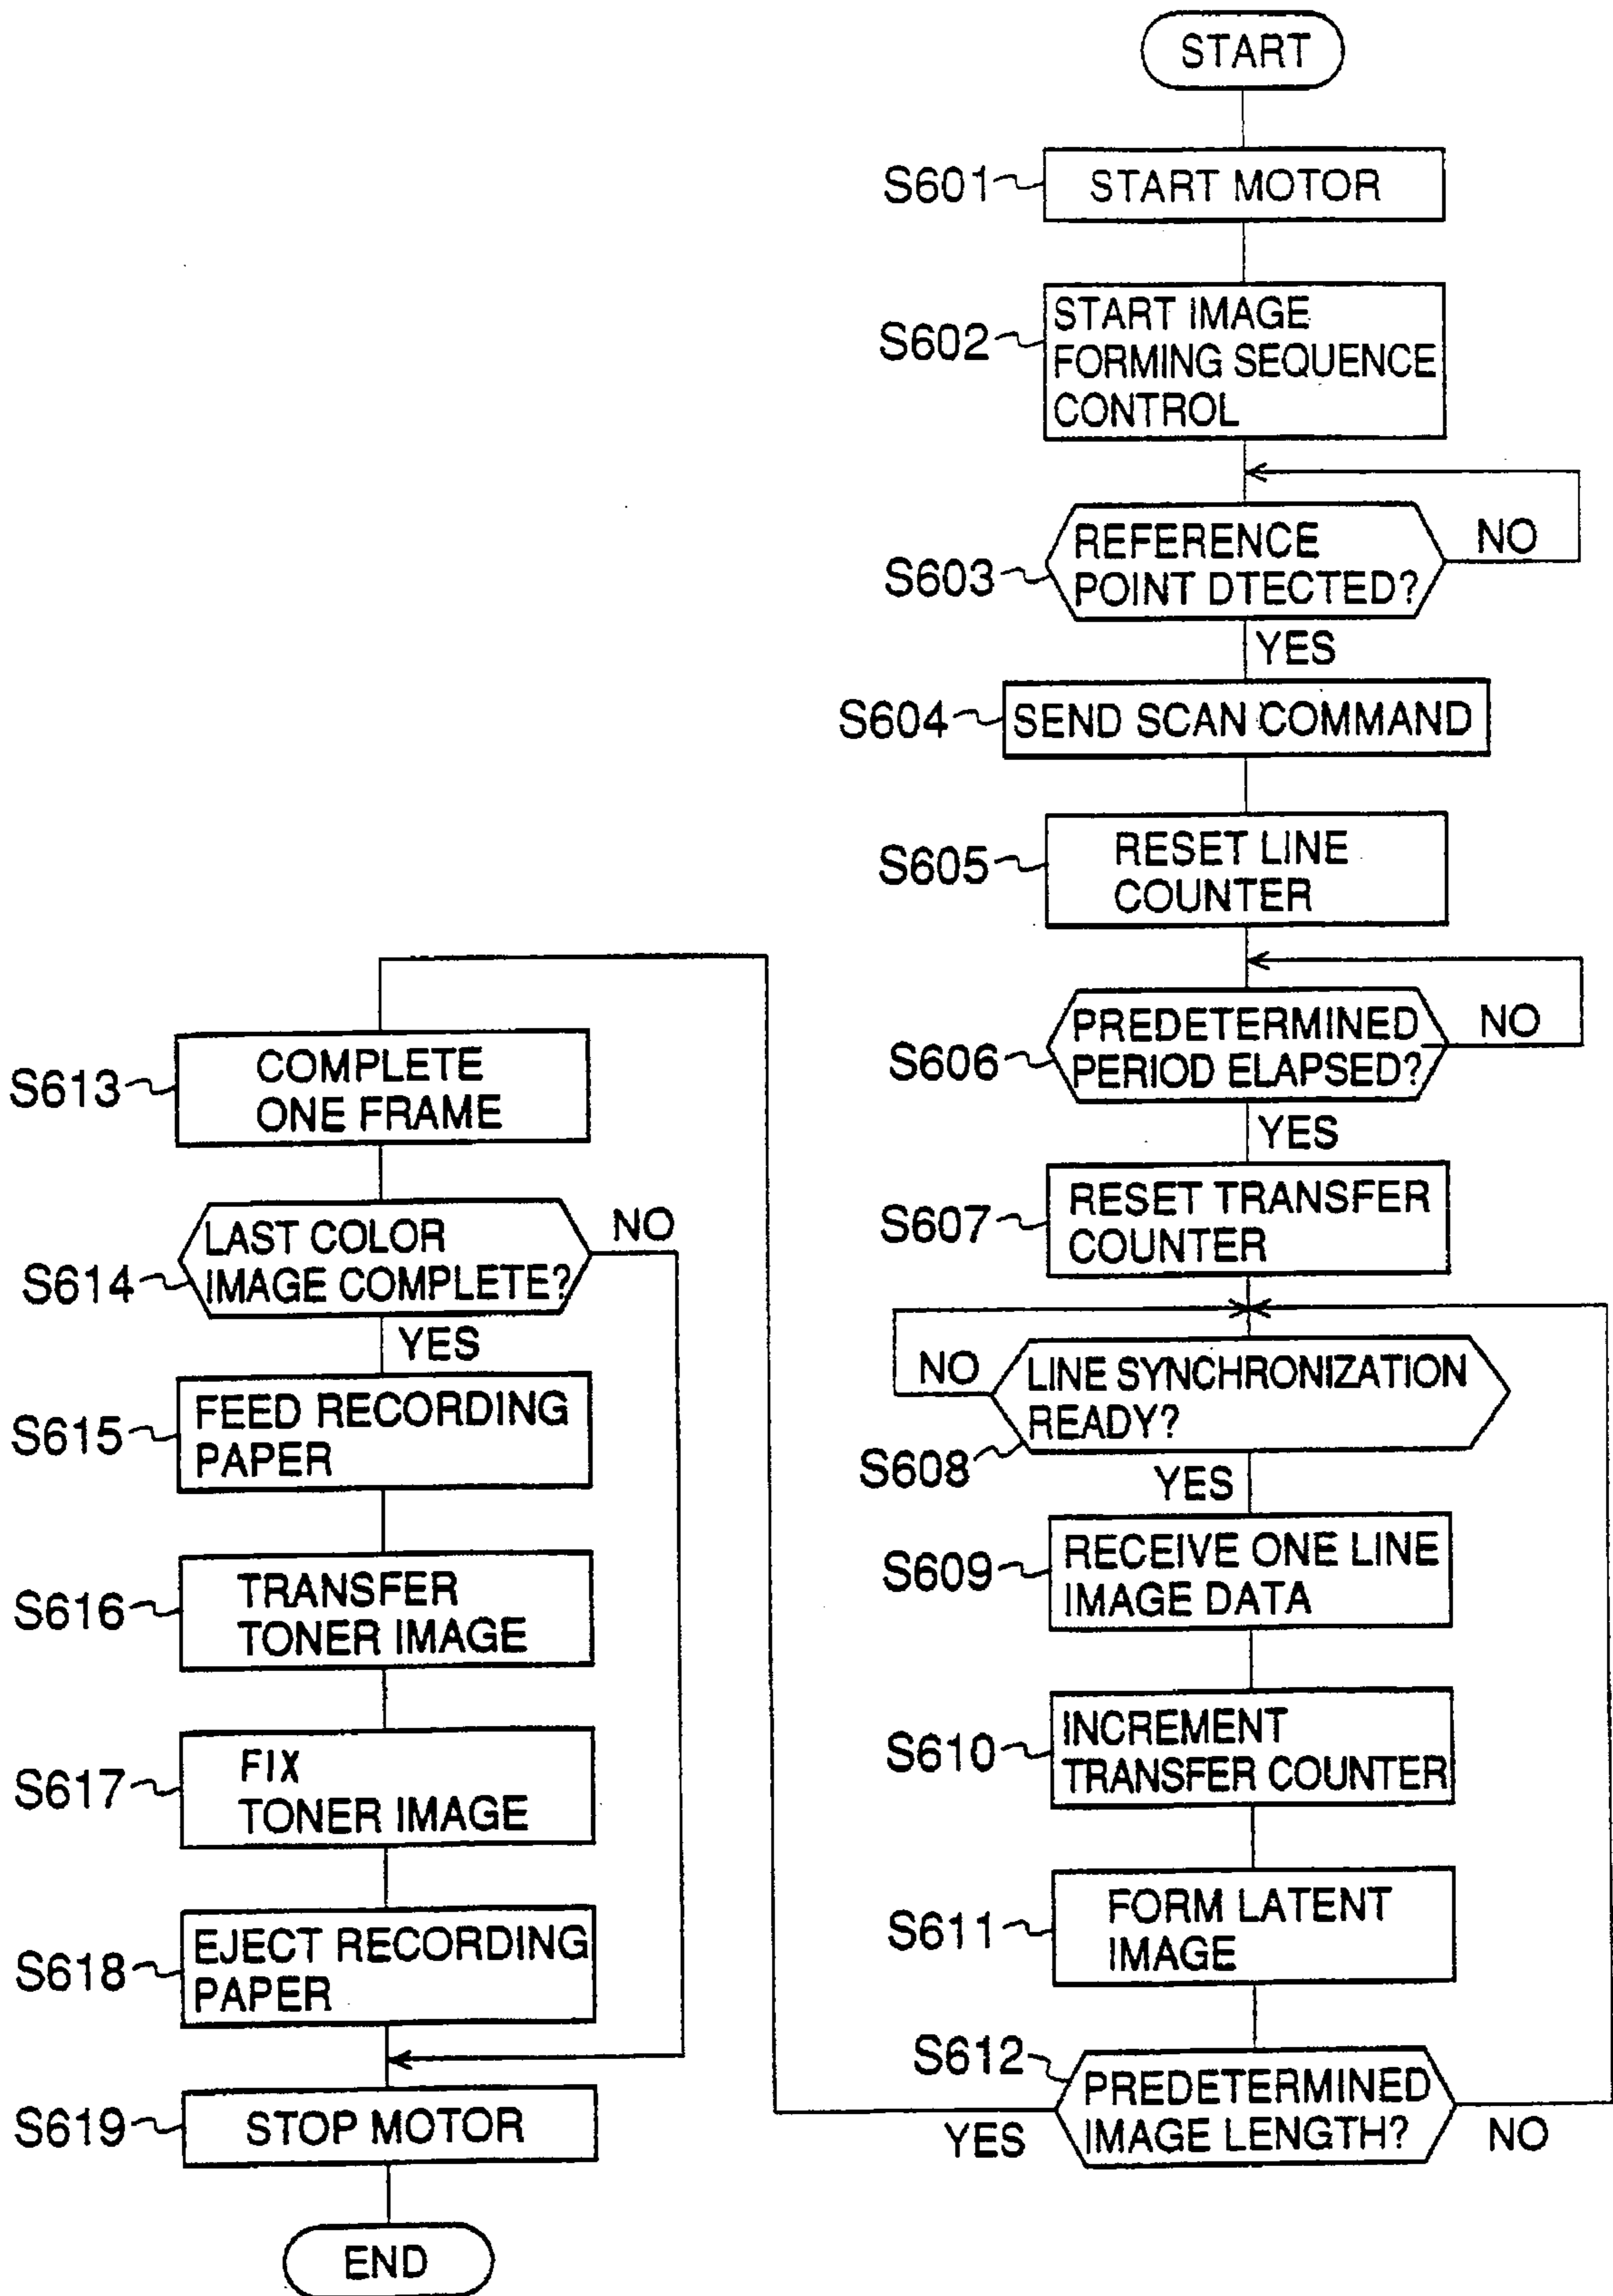 START
S601
START MOTOR
S602
START IMAGE
FORMING SEQUENCE
CONTROL
S603
REFERENCE
POINT DTECTED?
NO
YES
S604
SEND SCAN COMMAND
S605
RESET LINE
COUNTER
S606
PREDETERMINED
PERIOD ELAPSED?
NO
YES
S607
RESET TRANSFER
COUNTER
S608
LINE SYNCHRONIZATION
READY?
NO
YES
S609
RECEIVE ONE LINE
IMAGE DATA
S610
INCREMENT
TRANSFER COUNTER
S611
FORM LATENT
IMAGE
S612
PREDETERMINED
IMAGE LENGTH?
YES
NO
S613
COMPLETE
ONE FRAME
S614
LAST COLOR
IMAGE COMPLETE?
NO
YES
S615
FEED RECORDING
PAPER
S616
TRANSFER
TONER IMAGE
S617
FIX
TONER IMAGE
S618
EJECT RECORDING
PAPER
S619
STOP MOTOR
END